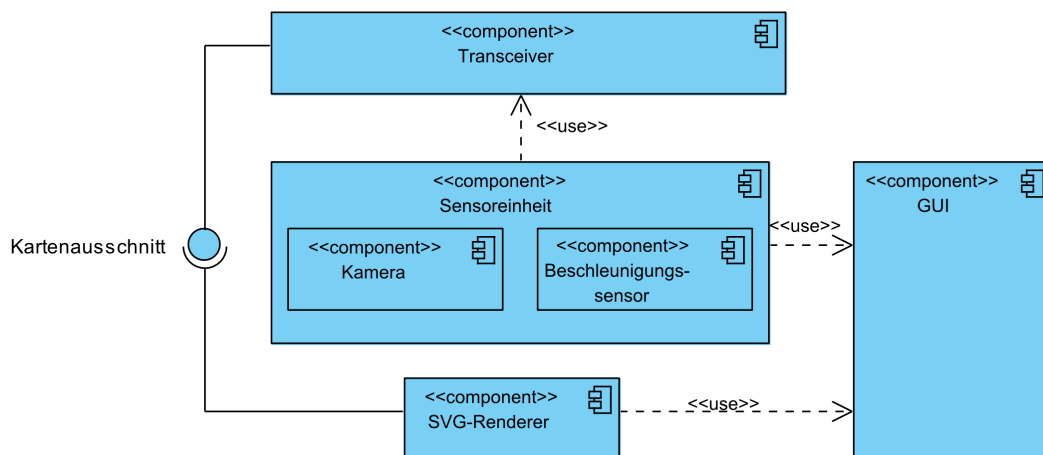 <<component>>
Transceiver
<<use>>
<<component>>
Sensoreinheit
<<component>>
Kamera
<<component>>
Beschleunigungs-
sensor
<<use>>
<<component>>
GUI
Kartenausschnitt
<<component>>
SVG-Renderer
<<use>>